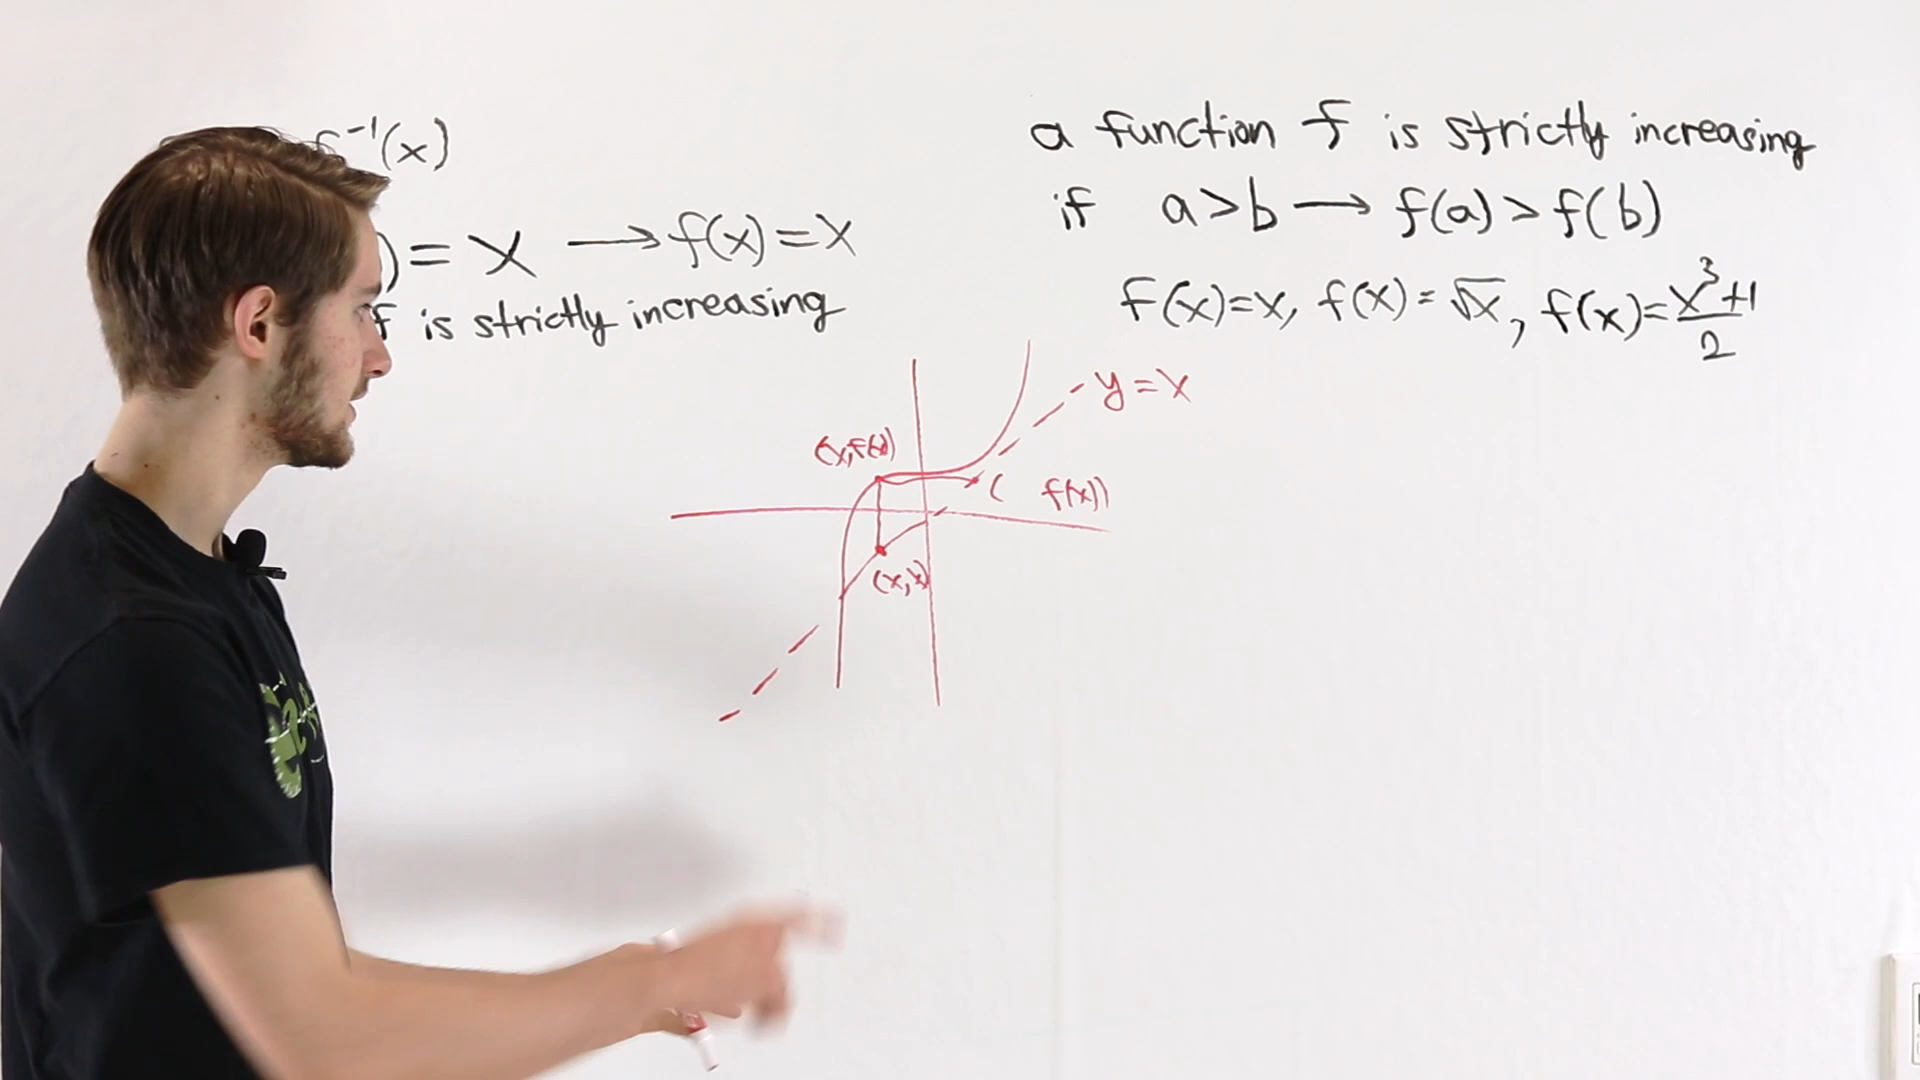 f⁻¹(x)
) = x → f(x) = x
f is strictly increasing
a function f is strictly increasing
if a > b → f(a) > f(b)
f(x) = x, f(x) = √x, f(x) = (x³+1)/2
y = x
(x, f(x))
( f(x))
(x, x)